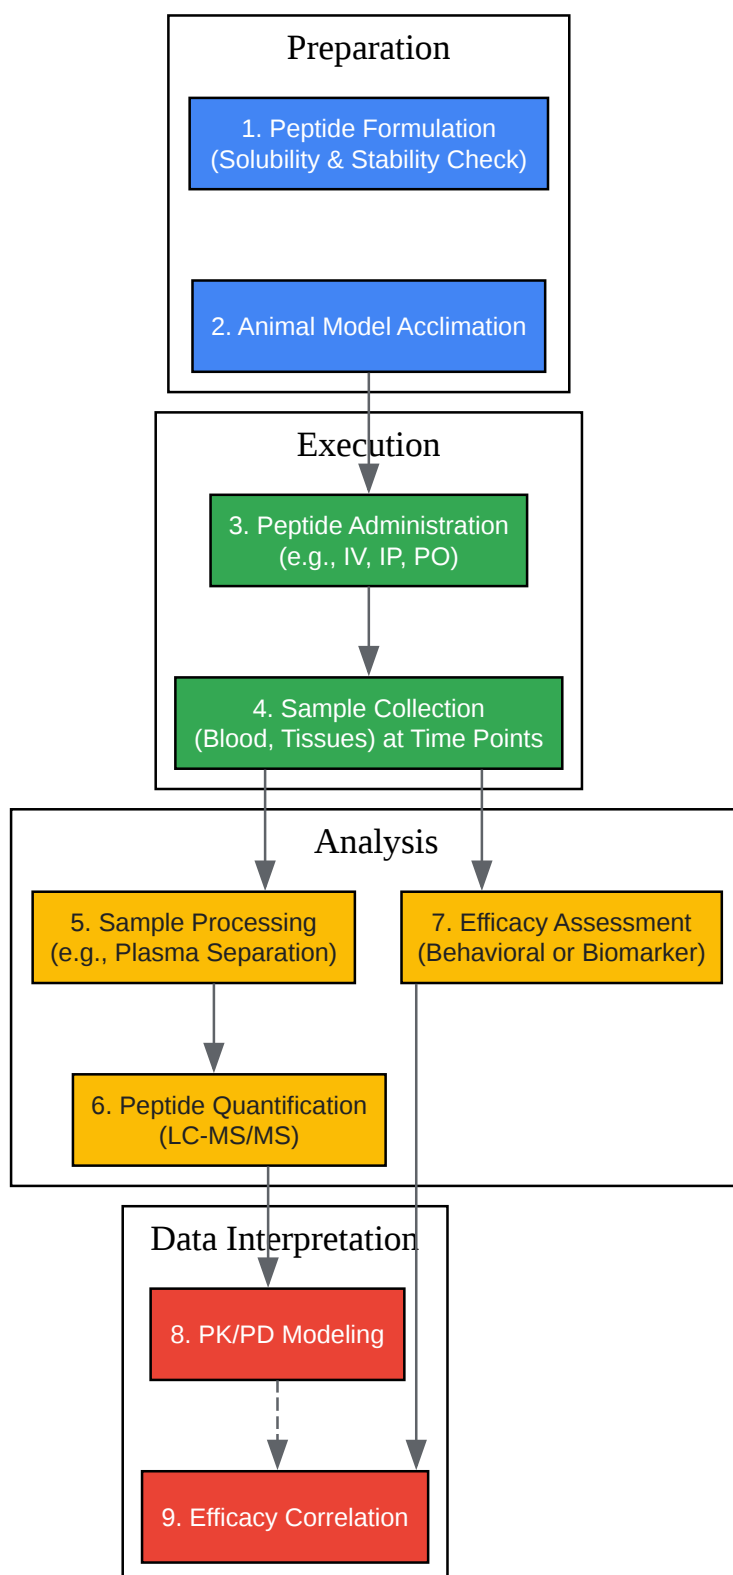 Preparation
1. Peptide Formulation
(Solubility & Stability Check)
2. Animal Model Acclimation
Execution
3. Peptide Administration
(e.g., IV, IP, PO)
4. Sample Collection
(Blood, Tissues) at Time Points
Analysis
5. Sample Processing
(e.g., Plasma Separation)
7. Efficacy Assessment
(Behavioral or Biomarker)
6. Peptide Quantification
(LC-MS/MS)
Data Interpretation
8. PK/PD Modeling
9. Efficacy Correlation